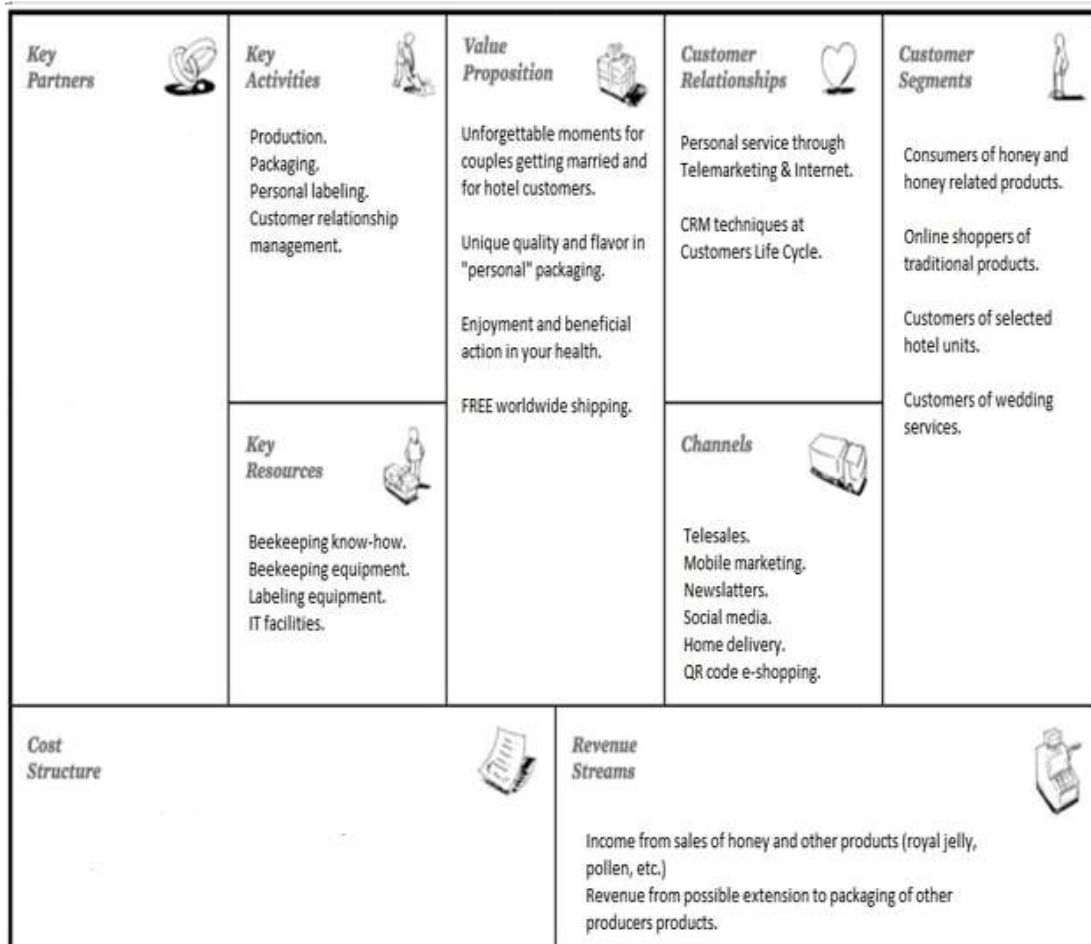 Key
Partners
Key
Activities
Production.
Packaging.
Personal labeling.
Customer relationship
management.
Key
Resources
Beekeeping know-how.
Beekeeping equipment.
Labeling equipment.
IT facilities.
Value
Proposition
Unforgettable moments for
couples getting married and
for hotel customers.
Unique quality and flavor in
"personal" packaging.
Enjoyment and beneficial
action in your health.
FREE worldwide shipping.
Customer
Relationships
Personal service through
Telemarketing & Internet.
CRM techniques at
Customers Life Cycle.
Channels
Telesales.
Mobile marketing.
Newslatters.
Social media.
Home delivery.
QR code e-shopping.
Customer
Segments
Consumers of honey and
honey related products.
Online shoppers of
traditional products.
Customers of selected
hotel units.
Customers of wedding
services.
Cost
Structure
Revenue
Streams
Income from sales of honey and other products (royal jelly,
pollen, etc.)
Revenue from possible extension to packaging of other
producers products.